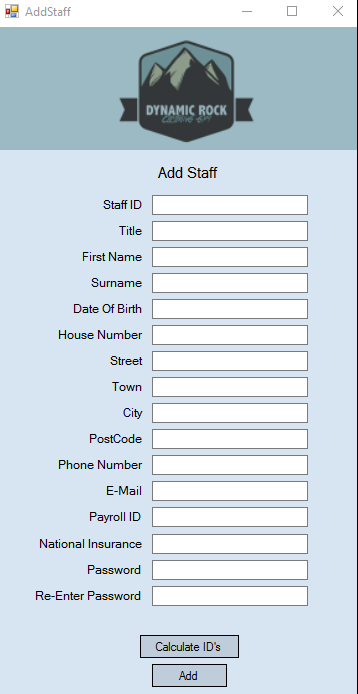 AddStaff
DYNAMIC ROCK
Add Staff
Staff ID
Title
First Name
Surname
Date Of Birth
House Number
Street
Town
City
PostCode
Phone Number
E-Mail
Payroll ID
National Insurance
Password
Re-Enter Password
Calculate ID's
Add